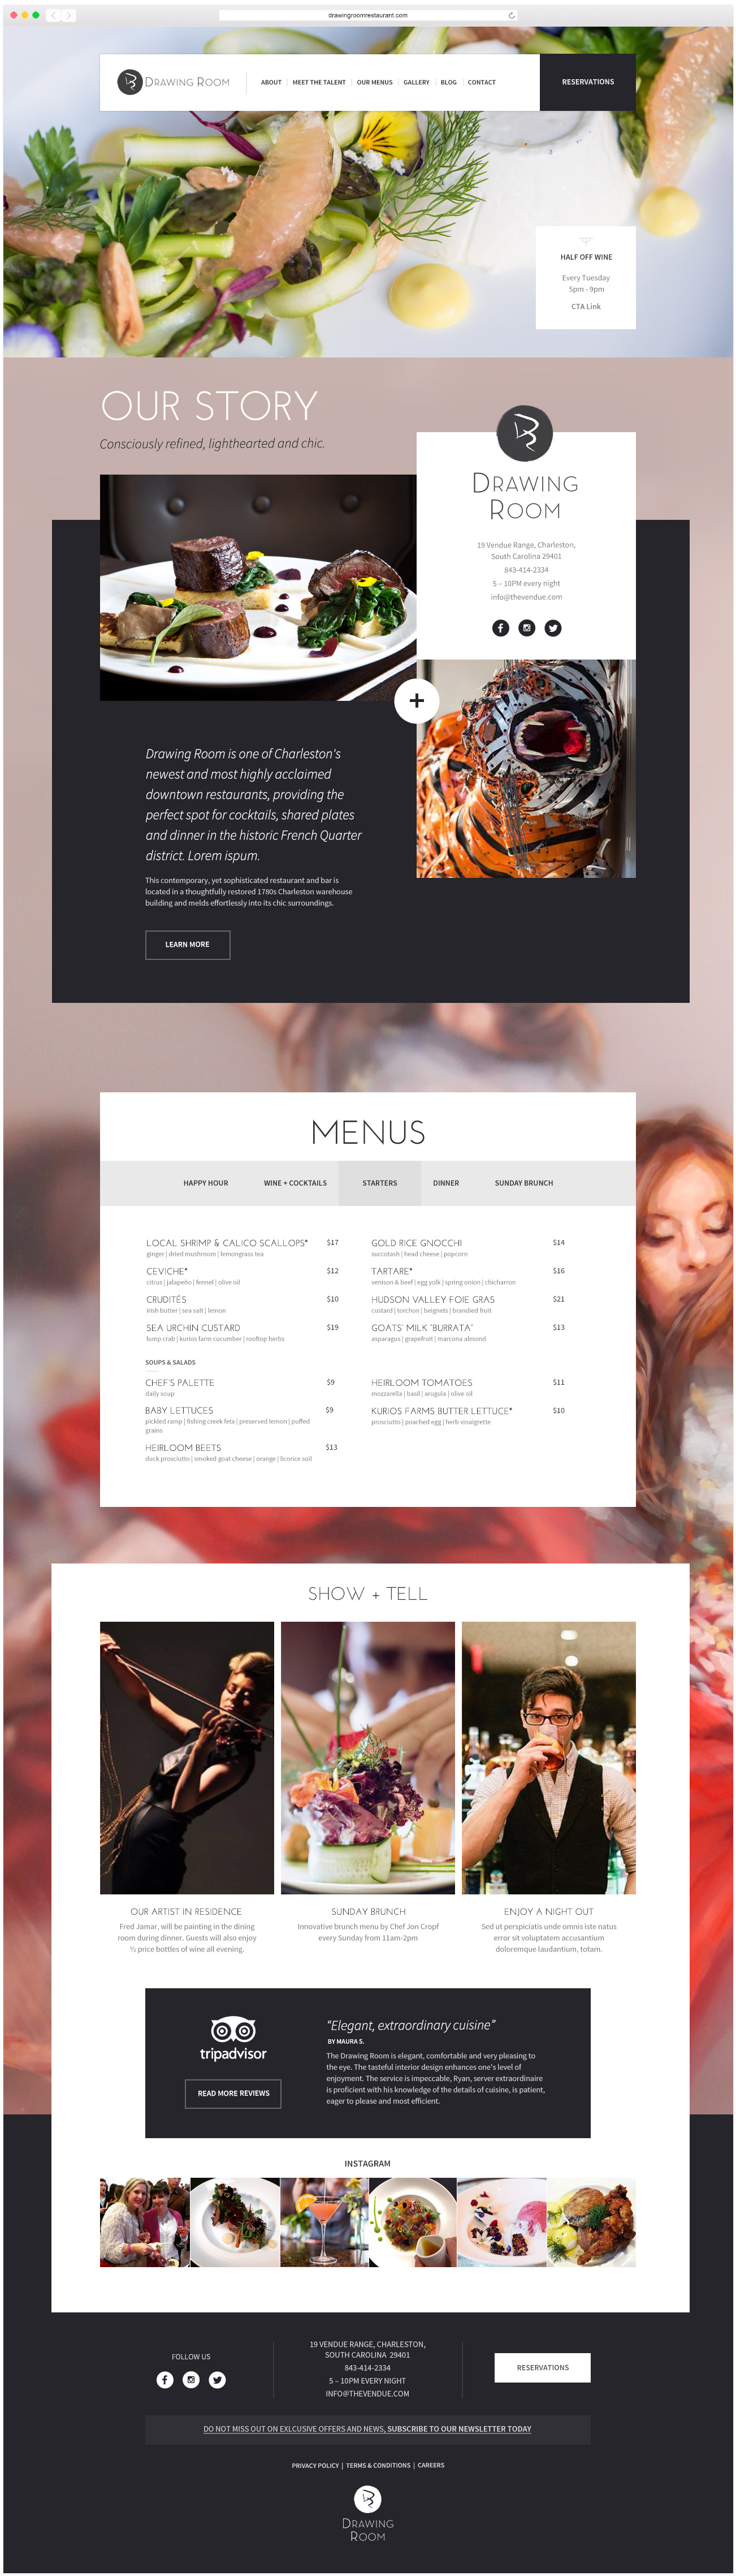 drawingroomrestaurant.com
DRAWING ROOM
ABOUT | MEET THE TALENT | OUR MENUS | GALLERY | BLOG | CONTACT
RESERVATIONS
HALF OFF WINE
Every Tuesday
5pm - 9pm
CTA Link
OUR STORY
Consciously refined, lighthearted and chic.
DRAWING
ROOM
19 Vendue Range, Charleston,
South Carolina 29401
843-414-2334
5 – 10PM every night
info@thevendue.com
+
Drawing Room is one of Charleston's
newest and most highly acclaimed
downtown restaurants, providing the
perfect spot for cocktails, shared plates
and dinner in the historic French Quarter
district. Lorem ispum.
This contemporary, yet sophisticated restaurant and bar is
located in a thoughtfully restored 1780s Charleston warehouse
building and melds effortlessly into its chic surroundings.
LEARN MORE
MENUS
HAPPY HOUR
WINE + COCKTAILS
STARTERS
DINNER
SUNDAY BRUNCH
LOCAL SHRIMP & CALICO SCALLOPS* $17
ginger | dried mushroom | lemongrass tea
CEVICHE* $12
citrus | jalapeño | fennel | olive oil
CRUDITÉS $10
irish butter | sea salt | lemon
SEA URCHIN CUSTARD $19
lump crab | kurios farm cucumber | rooftop herbs
GOLD RICE GNOCCHI $14
succotash | head cheese | popcorn
TARTARE* $16
venison & beef | egg yolk | spring onion | chicharron
HUDSON VALLEY FOIE GRAS $21
custard | torchon | beignets | brandied fruit
GOATS' MILK 'BURRATA' $13
asparagus | grapefruit | marcona almond
SOUPS & SALADS
CHEF'S PALETTE $9
daily soup
BABY LETTUCES $9
pickled ramp | fishing creek feta | preserved lemon | puffed
grains
HEIRLOOM BEETS $13
duck prosciutto | smoked goat cheese | orange | licorice soil
HEIRLOOM TOMATOES $11
mozzarella | basil | arugula | olive oil
KURIOS FARMS BUTTER LETTUCE* $10
prosciutto | poached egg | herb vinaigrette
SHOW + TELL
OUR ARTIST IN RESIDENCE
Fred Jamar, will be painting in the dining
room during dinner. Guests will also enjoy
½ price bottles of wine all evening.
SUNDAY BRUNCH
Innovative brunch menu by Chef Jon Cropf
every Sunday from 11am-2pm
ENJOY A NIGHT OUT
Sed ut perspiciatis unde omnis iste natus
error sit voluptatem accusantium
doloremque laudantium, totam.
tripadvisor
READ MORE REVIEWS
"Elegant, extraordinary cuisine"
BY MAURA S.
The Drawing Room is elegant, comfortable and very pleasing to
the eye. The tasteful interior design enhances one's level of
enjoyment. The service is impeccable, Ryan, server extraordinaire
is proficient with his knowledge of the details of cuisine, is patient,
eager to please and most efficient.
INSTAGRAM
FOLLOW US
19 VENDUE RANGE, CHARLESTON,
SOUTH CAROLINA 29401
843-414-2334
5 – 10PM EVERY NIGHT
INFO@THEVENDUE.COM
RESERVATIONS
DO NOT MISS OUT ON EXLCUSIVE OFFERS AND NEWS, SUBSCRIBE TO OUR NEWSLETTER TODAY
PRIVACY POLICY | TERMS & CONDITIONS | CAREERS
DRAWING
ROOM